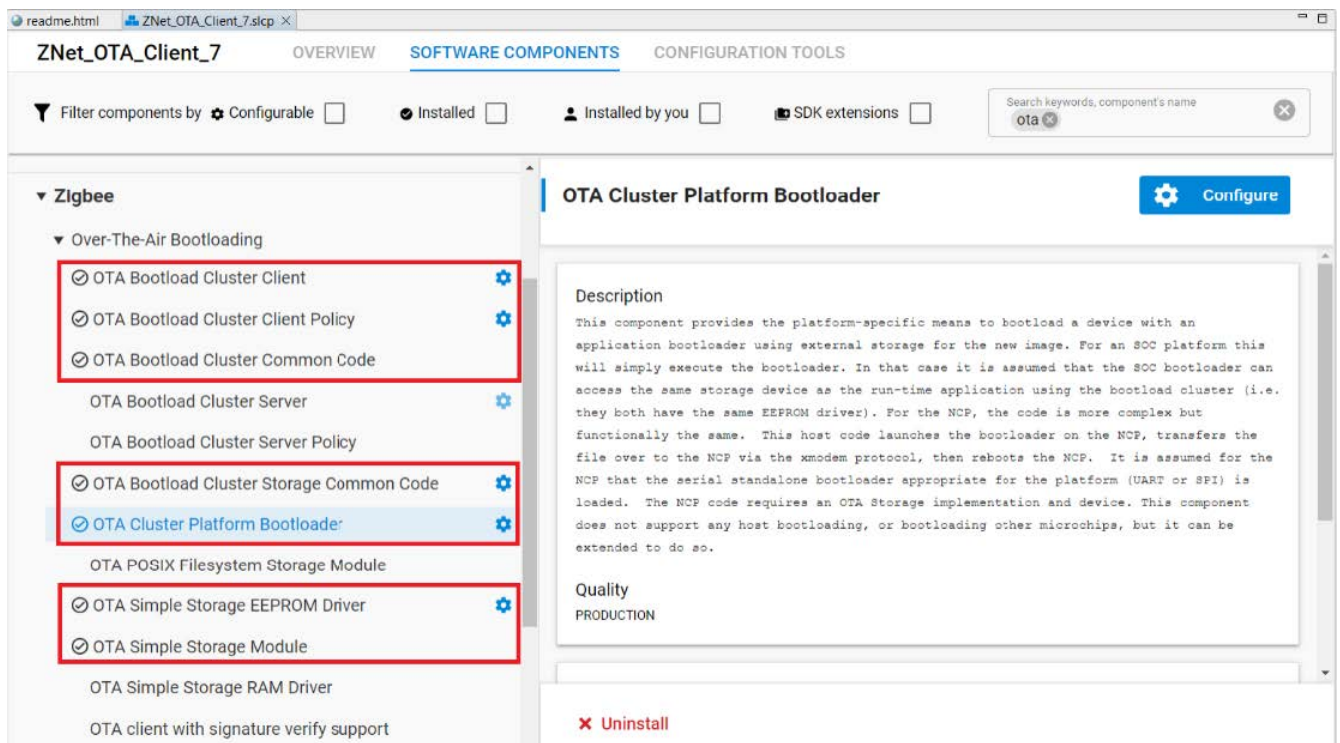 readme.html
ZNet_OTA_Client_7.slcp
ZNet_OTA_Client_7
OVERVIEW
SOFTWARE COMPONENTS
CONFIGURATION TOOLS
Filter components by
Configurable
Installed
Installed by you
SDK extensions
Search keywords, component's name
ota
Zigbee
Over-The-Air Bootloading
OTA Bootload Cluster Client
OTA Bootload Cluster Client Policy
OTA Bootload Cluster Common Code
OTA Bootload Cluster Server
OTA Bootload Cluster Server Policy
OTA Bootload Cluster Storage Common Code
OTA Cluster Platform Bootloader
OTA POSIX Filesystem Storage Module
OTA Simple Storage EEPROM Driver
OTA Simple Storage Module
OTA Simple Storage RAM Driver
OTA client with signature verify support
OTA Cluster Platform Bootloader
Configure
Description
This component provides the platform-specific means to bootload a device with an
application bootloader using external storage for the new image. For an SOC platform this
will simply execute the bootloader. In that case it is assumed that the SOC bootloader can
access the same storage device as the run-time application using the bootload cluster (i.e.
they both have the same EEPROM driver). For the NCP, the code is more complex but
functionally the same. This host code launches the bootloader on the NCP, transfers the
file over to the NCP via the xmodem protocol, then reboots the NCP. It is assumed for the
NCP that the serial standalone bootloader appropriate for the platform (UART or SPI) is
loaded. The NCP code requires an OTA Storage implementation and device. This component
does not support any host bootloading, or bootloading other microchips, but it can be
extended to do so.
Quality
PRODUCTION
Uninstall